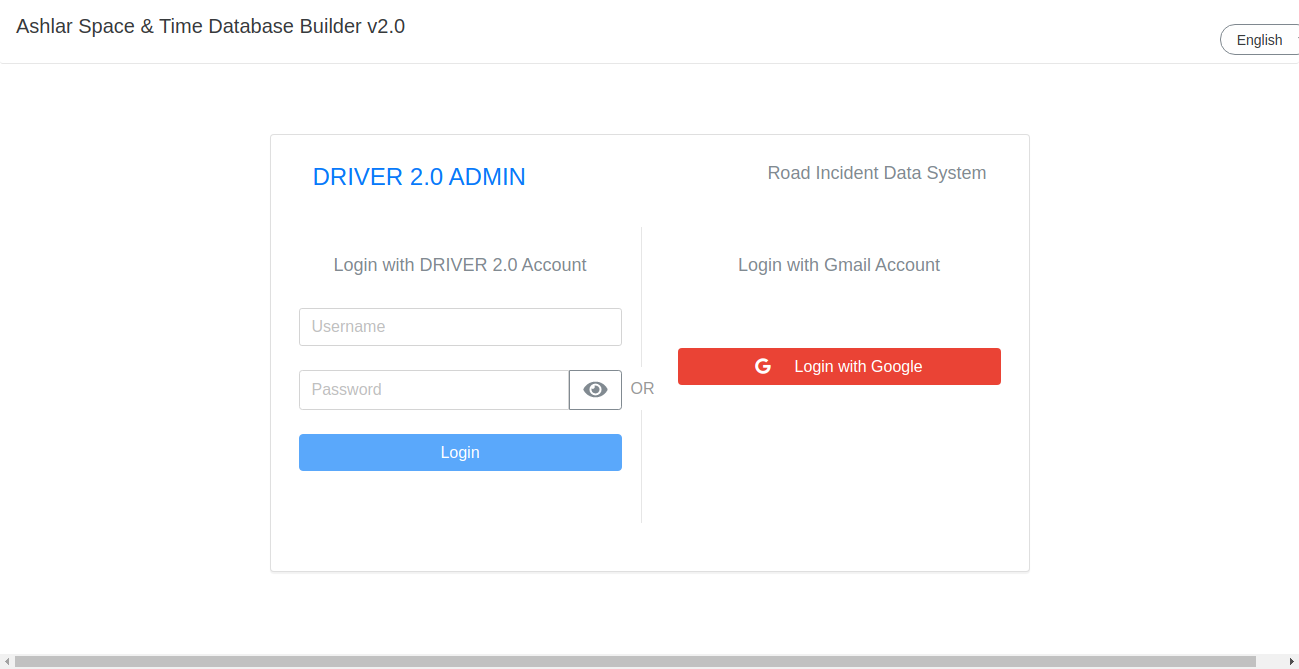 Ashlar Space & Time Database Builder v2.0
English
DRIVER 2.0 ADMIN
Road Incident Data System
Login with DRIVER 2.0 Account
Username
Password
Login
OR
Login with Gmail Account
Login with Google